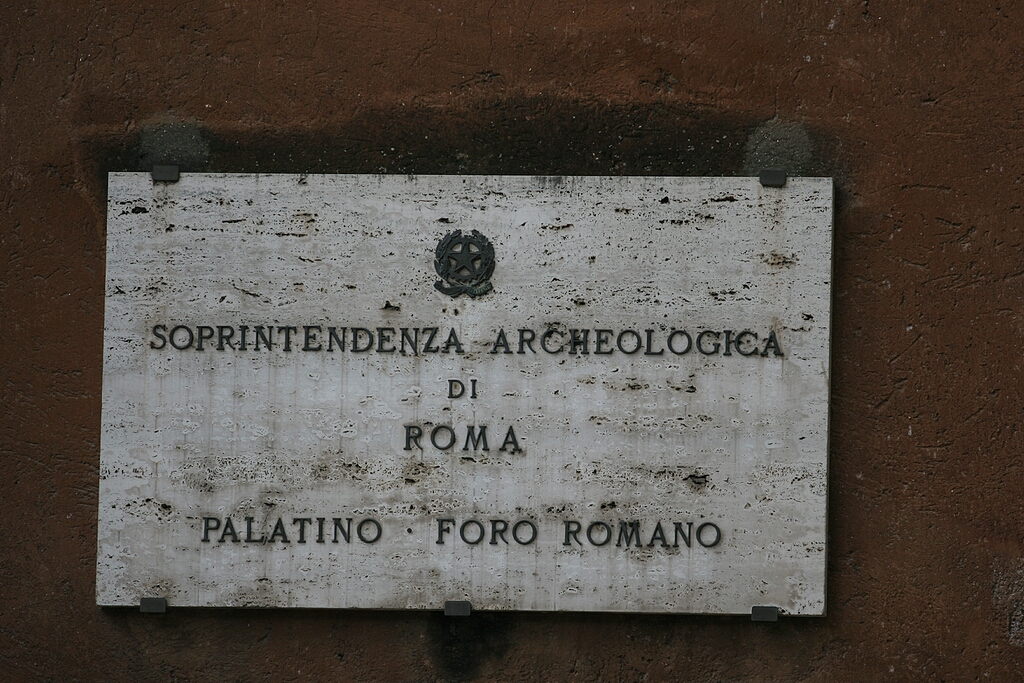 SOPRINTENDENZA ARCHEOLOGICA
DI
ROMA
PALATINO · FORO ROMANO